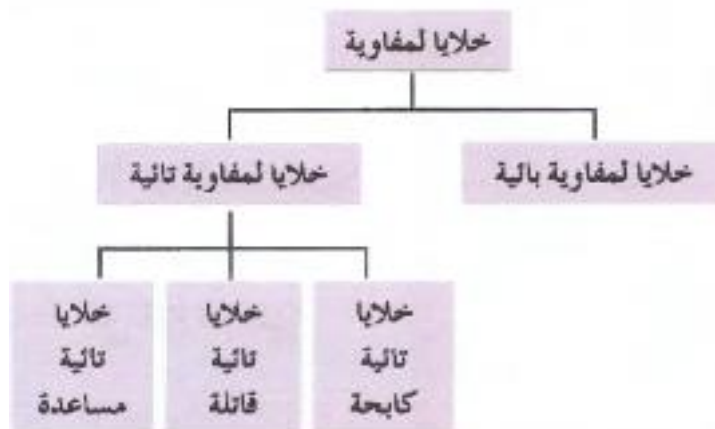 خلايا لمفاوية
خلايا لمفاوية بائية
خلايا لمفاوية تائية
خلايا
تائية
كابحة
خلايا
تائية
قاتلة
خلايا
تائية
مساعدة